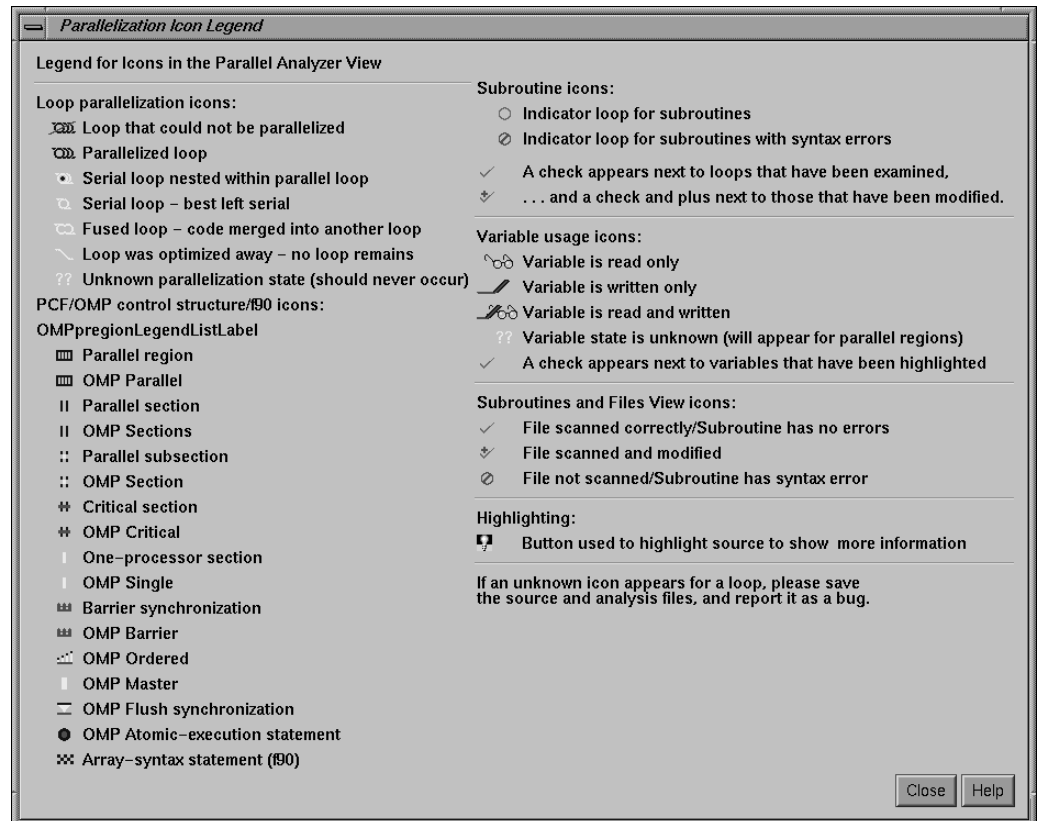 Parallelization Icon Legend
Legend for Icons in the Parallel Analyzer View
Loop parallelization icons:
Loop that could not be parallelized
Parallelized loop
Serial loop nested within parallel loop
Serial loop – best left serial
Fused loop – code merged into another loop
Loop was optimized away – no loop remains
?? Unknown parallelization state (should never occur)
PCF/OMP control structure/f90 icons:
OMPpregionLegendListLabel
Parallel region
OMP Parallel
Parallel section
OMP Sections
Parallel subsection
OMP Section
Critical section
OMP Critical
One–processor section
OMP Single
Barrier synchronization
OMP Barrier
OMP Ordered
OMP Master
OMP Flush synchronization
OMP Atomic–execution statement
Array–syntax statement (f90)
Subroutine icons:
Indicator loop for subroutines
Indicator loop for subroutines with syntax errors
A check appears next to loops that have been examined,
. . . and a check and plus next to those that have been modified.
Variable usage icons:
Variable is read only
Variable is written only
Variable is read and written
?? Variable state is unknown (will appear for parallel regions)
A check appears next to variables that have been highlighted
Subroutines and Files View icons:
File scanned correctly/Subroutine has no errors
File scanned and modified
File not scanned/Subroutine has syntax error
Highlighting:
Button used to highlight source to show more information
If an unknown icon appears for a loop, please save
the source and analysis files, and report it as a bug.
Close Help